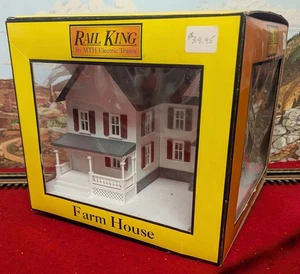 RAIL KING
By MTH Electric Trains
$39.95
Farm House